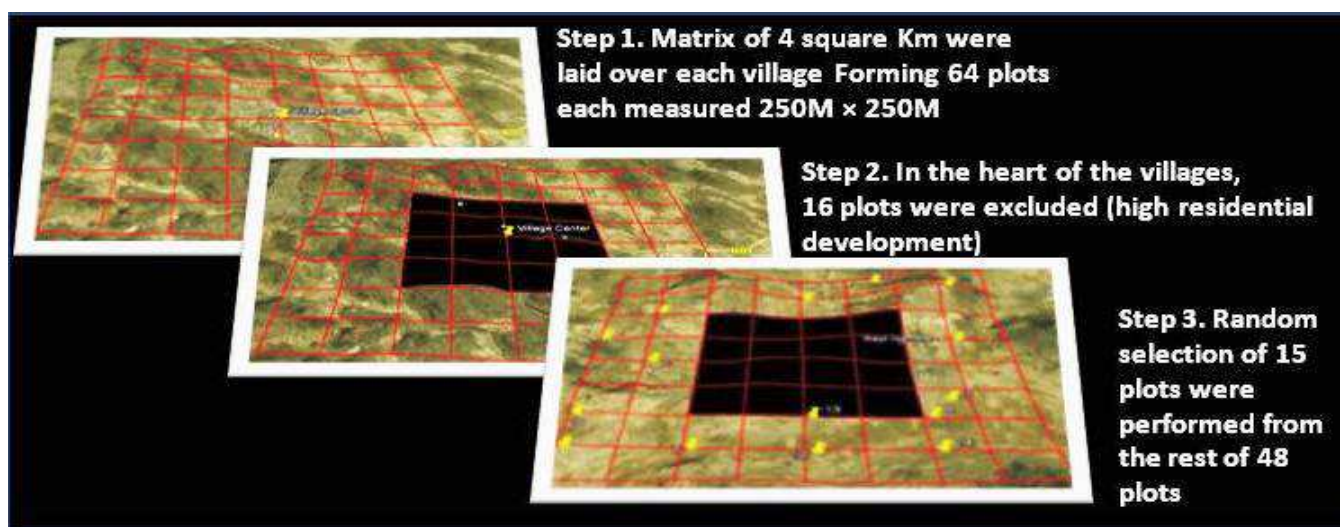 Step 1. Matrix of 4 square Km were
laid over each village Forming 64 plots
each measured 250M × 250M
Step 2. In the heart of the villages,
16 plots were excluded (high residential
development)
Village Center
Step 3. Random
selection of 15
plots were
performed from
the rest of 48
plots